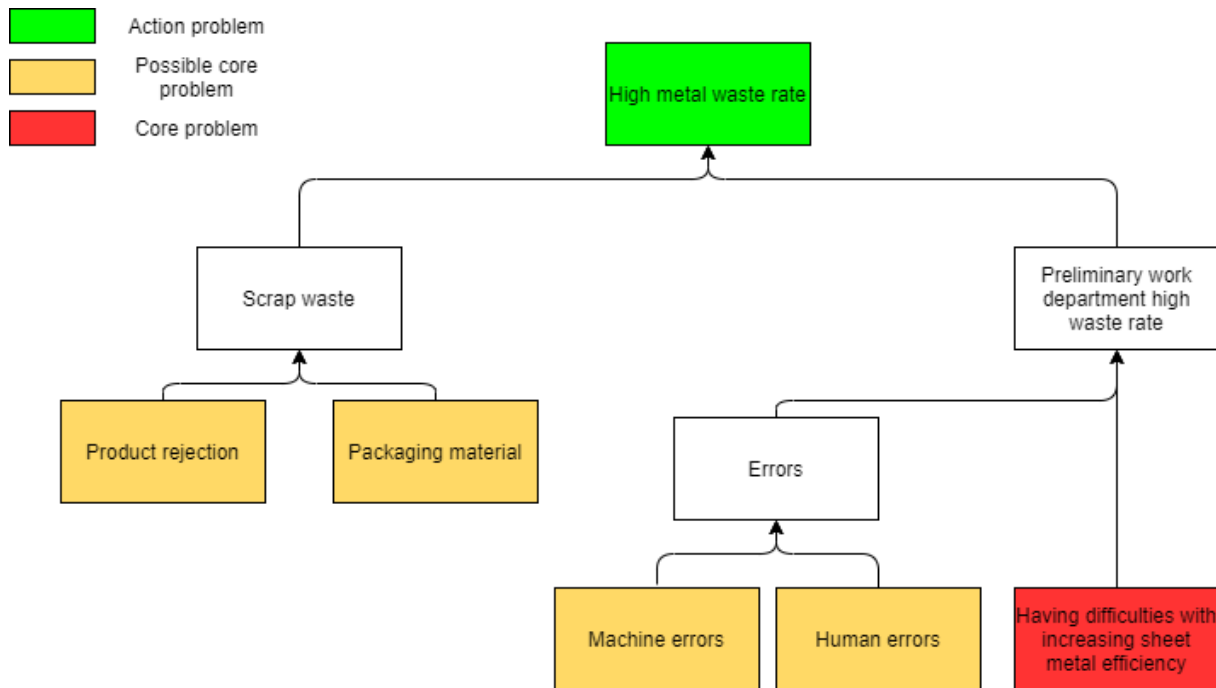 Action problem
Possible core
problem
Core problem
High metal waste rate
Scrap waste
Preliminary work
department high
waste rate
Product rejection
Packaging material
Errors
Machine errors
Human errors
Having difficulties with
increasing sheet
metal efficiency